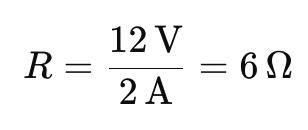 R = 12 V / 2 A = 6 Ω